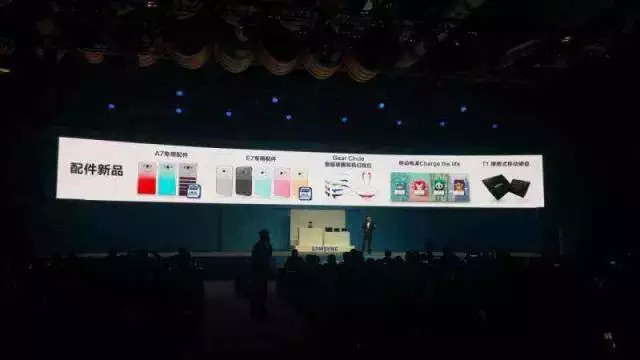 配件新品
A7专用配件
E7专用配件
Gear Circle
移动电源Charge the life
T1 便携式移动硬盘
SAMSUNG